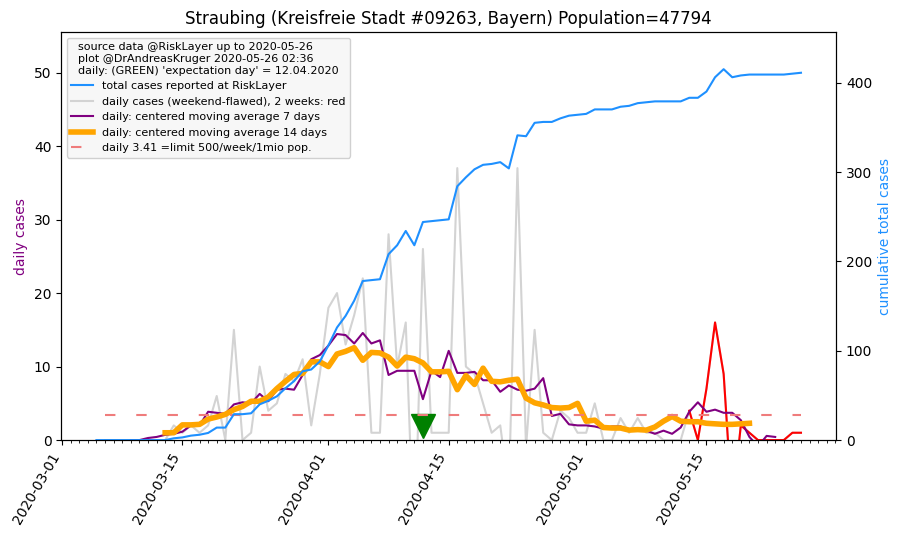 Straubing (Kreisfreie Stadt #09263, Bayern) Population=47794
source data @RiskLayer up to 2020-05-26
plot @DrAndreasKruger 2020-05-26 02:36
daily: (GREEN) 'expectation day' = 12.04.2020
total cases reported at RiskLayer
daily cases (weekend-flawed), 2 weeks: red
daily: centered moving average 7 days
daily: centered moving average 14 days
daily 3.41 =limit 500/week/1mio pop.
daily cases
50
40
30
20
10
0
cumulative total cases
400
300
200
100
0
2020-03-01
2020-03-15
2020-04-01
2020-04-15
2020-05-01
2020-05-15